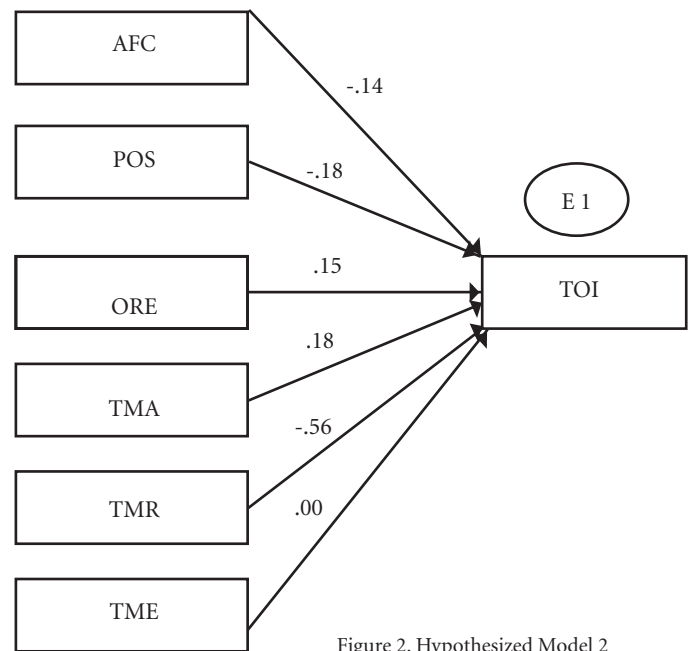 AFC
-.14
POS
-.18
E 1
.15
TOI
ORE
.18
TMA
-.56
TMR
.00
TME
Figure 2. Hypothesized Model 2